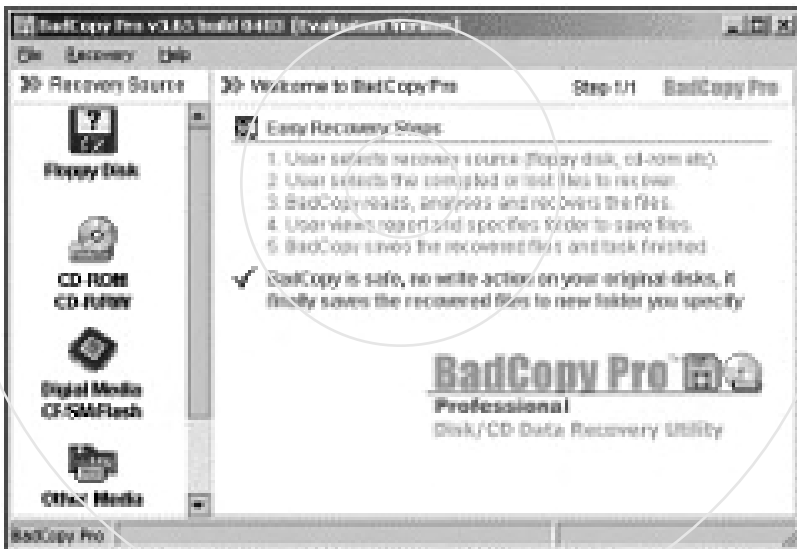 BadCopy Pro [Evaluation Version]
File Recovery Help
Recovery Source
Floppy Disk
CD-ROM
CD-R/RW
Digital Media
CF/SM/Flash
Other Media
Welcome to BadCopy Pro Step 1/1 BadCopy Pro
Easy Recovery Steps
1. User selects recovery source (floppy disk, cd-rom etc).
2. User selects the corrupted or lost files to recover.
3. BadCopy reads, analyses and recovers the files.
4. User views report and specifies folder to save files.
5. BadCopy saves the recovered files and task finished.
BadCopy is safe, no write action on your original disks, it
finally saves the recovered files to new folder you specify
BadCopy Pro
Professional
Disk/CD Data Recovery Utility
BadCopy Pro